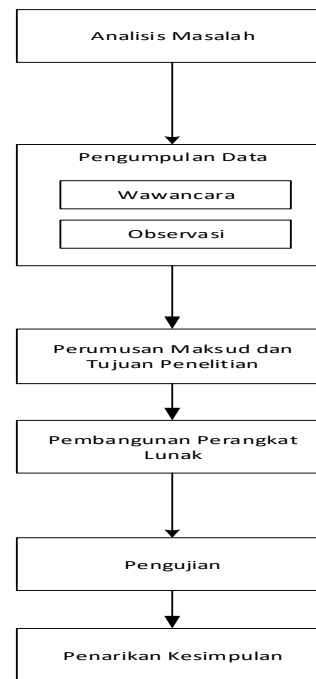 Analisis Masalah
Pengumpulan Data
Wawancara
Observasi
Perumusan Maksud dan
Tujuan Penelitian
Pembangunan Perangkat
Lunak
Pengujian
Penarikan Kesimpulan